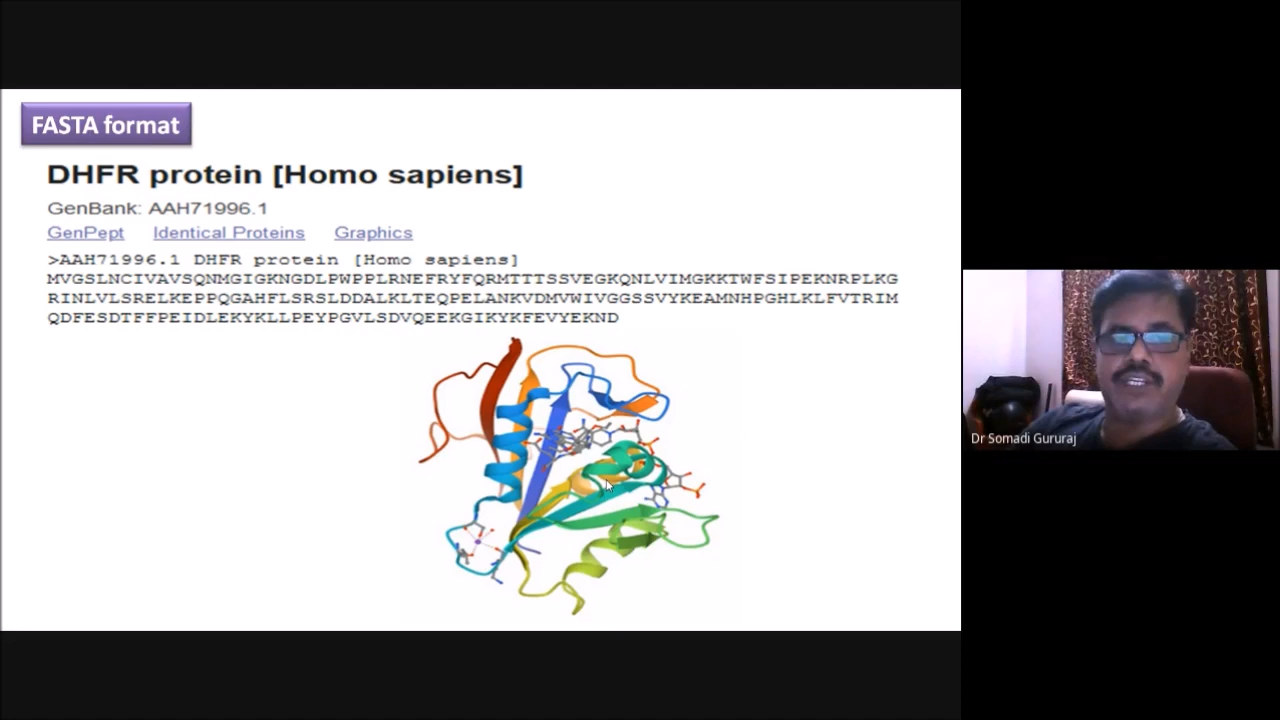 FASTA format
DHFR protein [Homo sapiens]
GenBank: AAH71996.1
GenPept Identical Proteins Graphics
>AAH71996.1 DHFR protein [Homo sapiens]
MVGSLNCIVAVSQNMGIGKNGDLPWPPLRNEFRYFQRMTTTSSVEGKQNLVIMGKKTWFSIPEKNRPLKG
RINLVLSRELKEPPQGAHFLSRSLDDALKLTEQPELANKVDMVWIVGGSSVYKEAMNHPGHLKLFVTRIM
QDFESDTFFPEIDLEKYKLLPEYPGVLSDVQEEKGIKYKFEVYEKND
Dr Somadi Gururaj